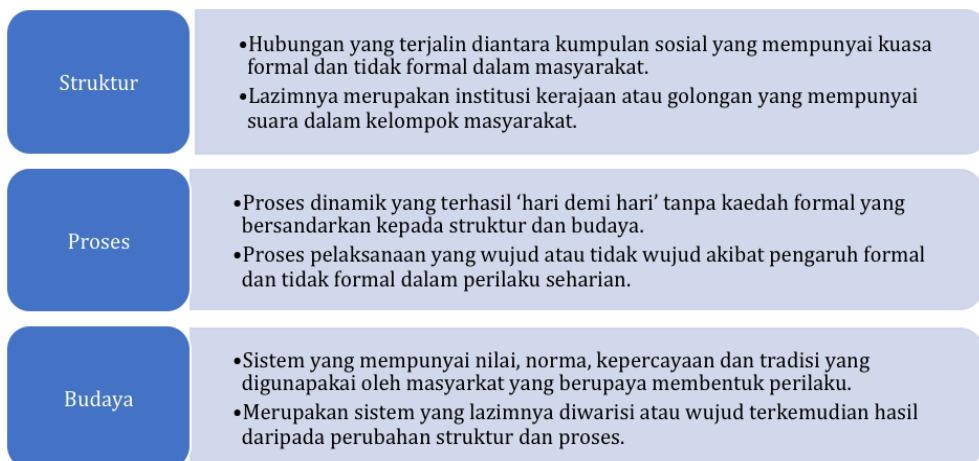 Struktur
•Hubungan yang terjalin diantara kumpulan sosial yang mempunyai kuasa
formal dan tidak formal dalam masyarakat.
•Lazimnya merupakan institusi kerajaan atau golongan yang mempunyai
suara dalam kelompok masyarakat.
Proses
•Proses dinamik yang terhasil ‘hari demi hari’ tanpa kaedah formal yang
bersandarkan kepada struktur dan budaya.
•Proses pelaksanaan yang wujud atau tidak wujud akibat pengaruh formal
dan tidak formal dalam perilaku seharian.
Budaya
•Sistem yang mempunyai nilai, norma, kepercayaan dan tradisi yang
digunapakai oleh masyarkat yang berupaya membentuk perilaku.
•Merupakan sistem yang lazimnya diwarisi atau wujud terkemudian hasil
daripada perubahan struktur dan proses.